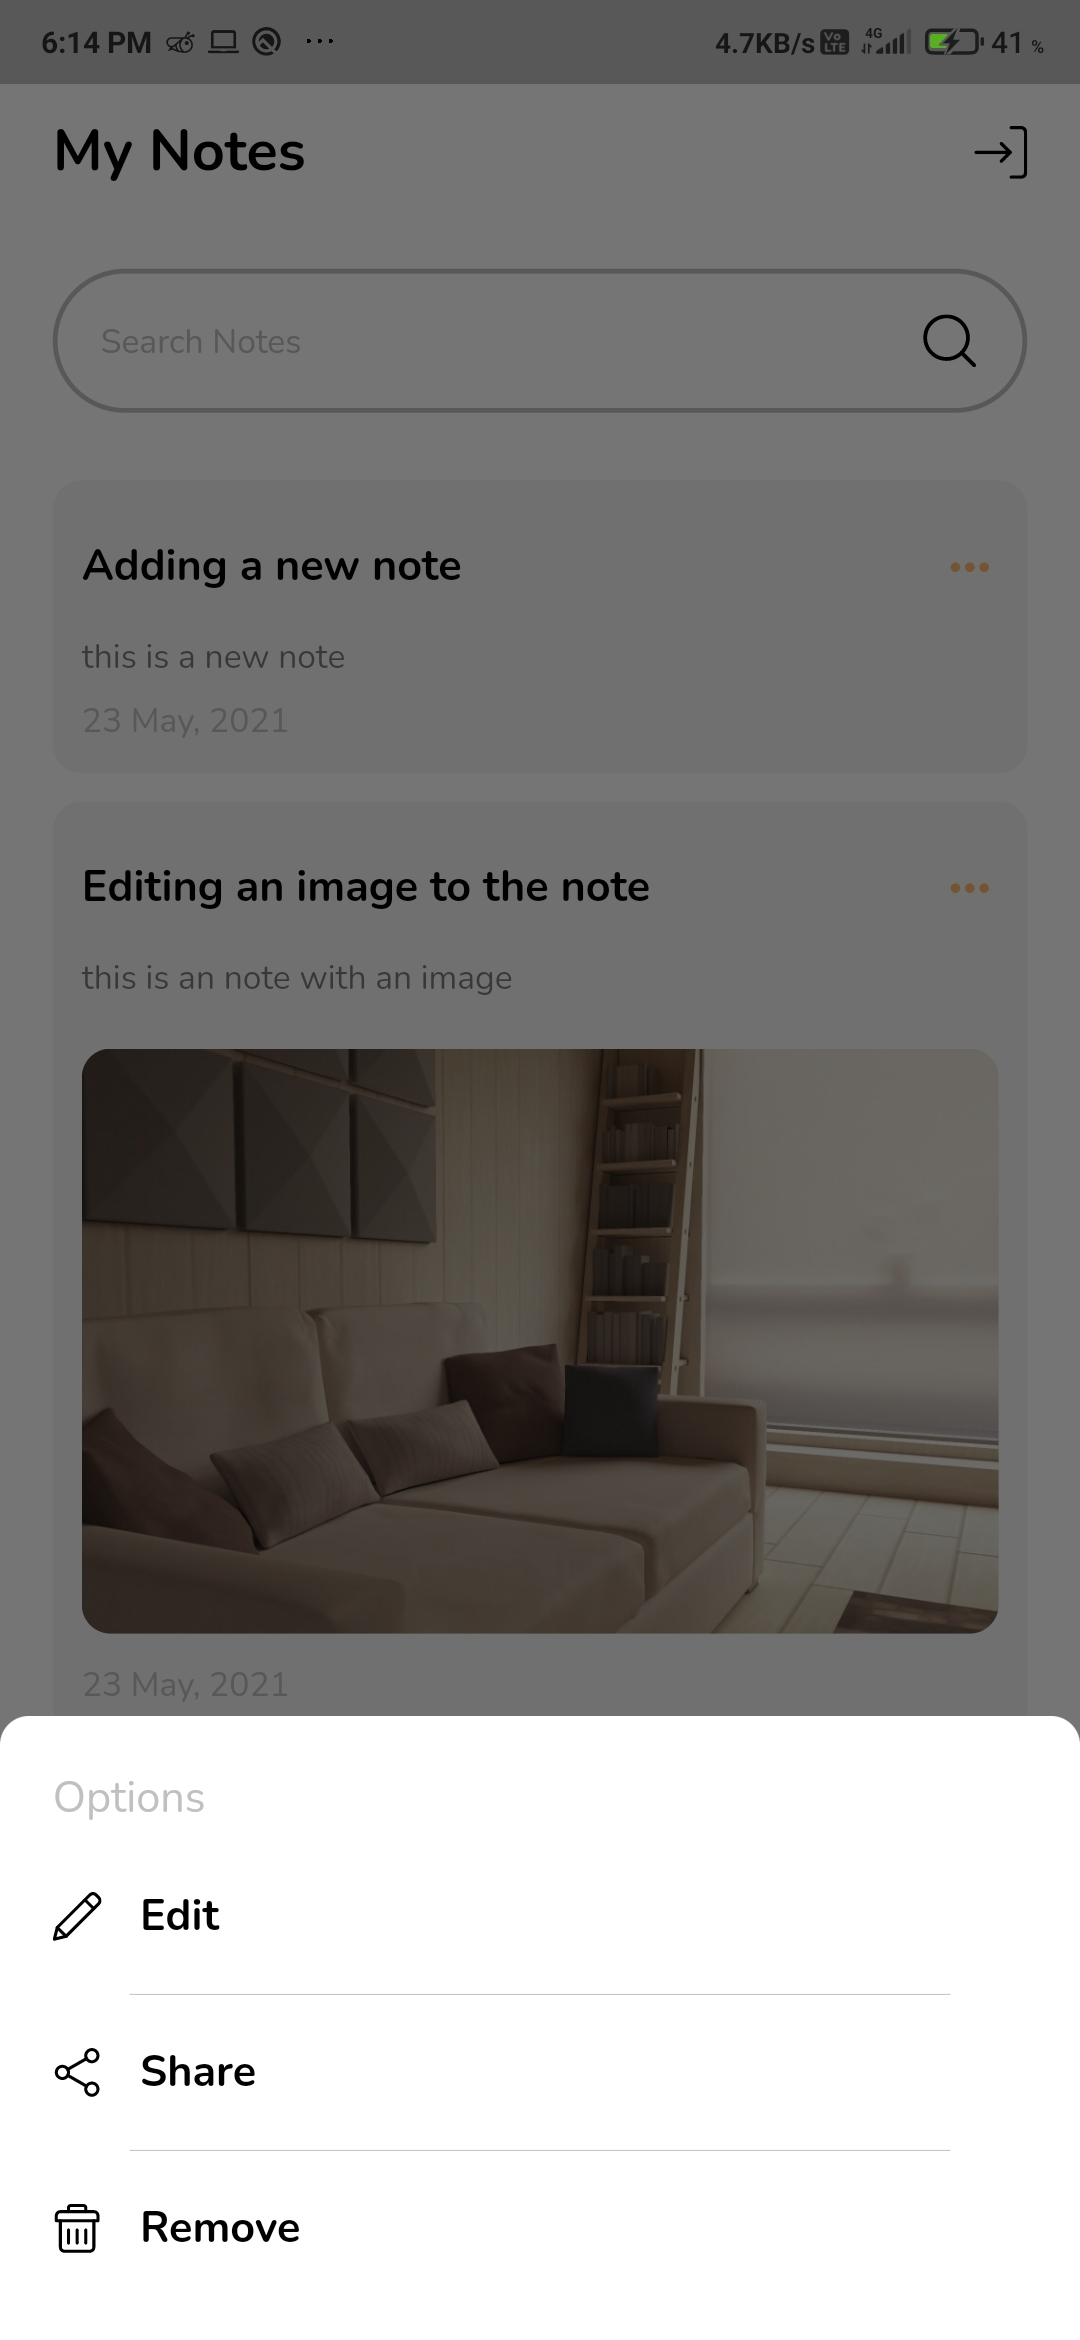 6:14 PM ... 4.7KB/s Vo LTE 4G 41 %
My Notes
Search Notes
Adding a new note
this is a new note
23 May, 2021
Editing an image to the note
this is an note with an image
23 May, 2021
Options
Edit
Share
Remove